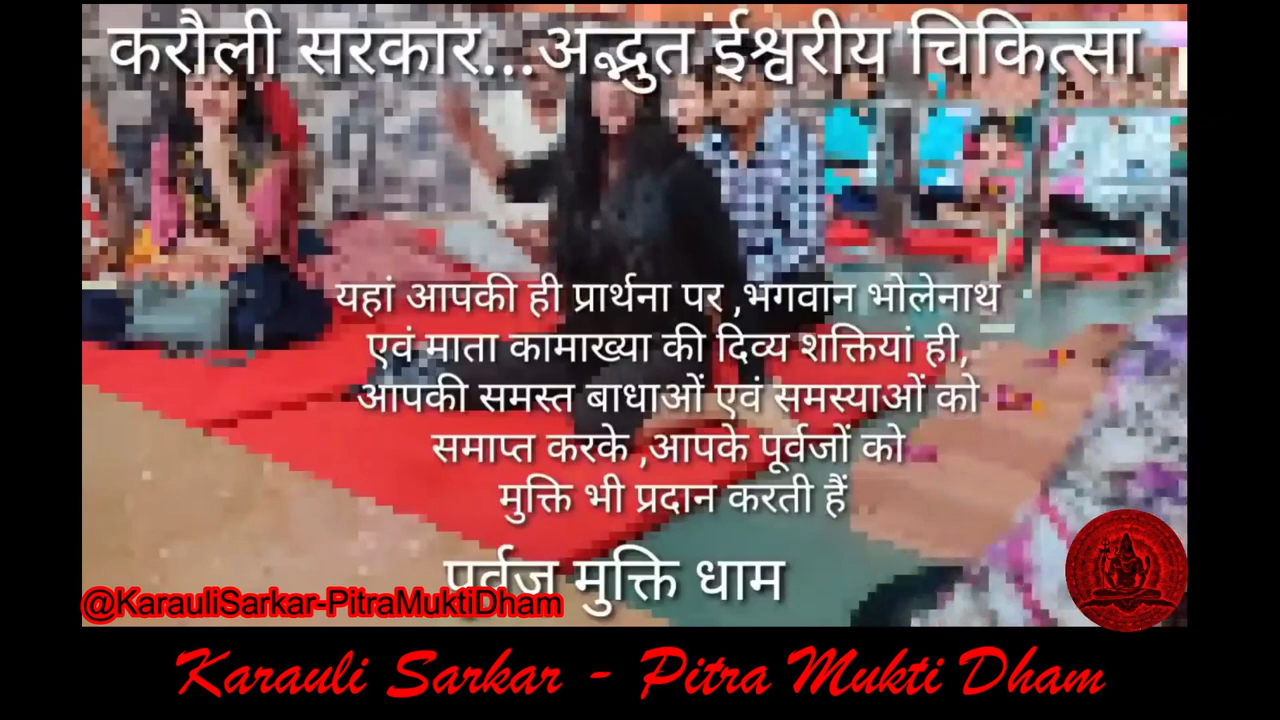 करौली सरकार...अद्भुत ईश्वरीय चिकित्सा
यहां आपकी ही प्रार्थना पर ,भगवान भोलेनाथ
एवं माता कामाख्या की दिव्य शक्तियां ही,
आपकी समस्त बाधाओं एवं समस्याओं को
समाप्त करके ,आपके पूर्वजों को
मुक्ति भी प्रदान करती हैं
पूर्वज मुक्ति धाम
@KarauliSarkar-PitraMuktiDham
Karauli Sarkar - Pitra Mukti Dham